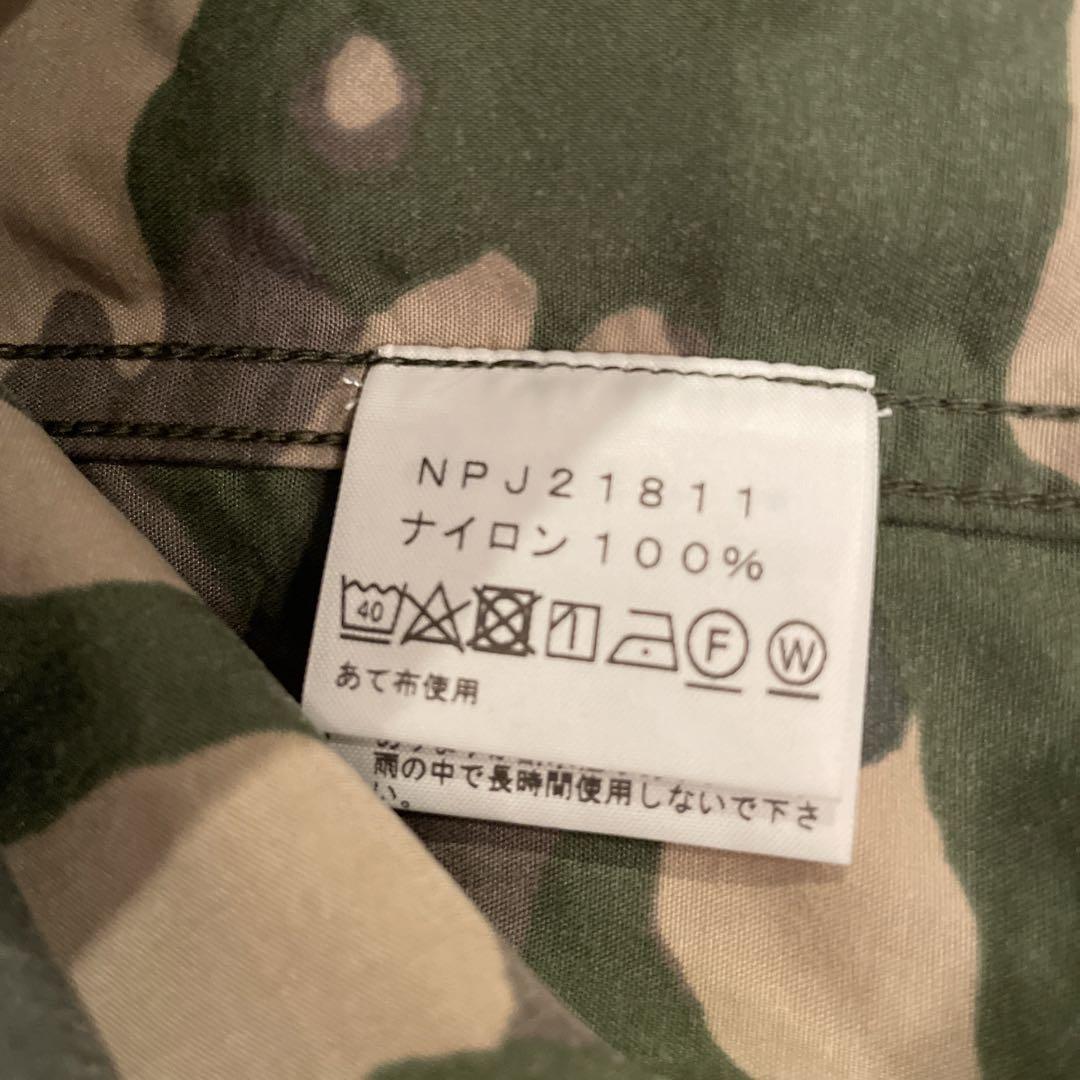 NPJ21811
ナイロン100%
40 F W
あて布使用
雨の中で長時間使用しないで下さ
い。